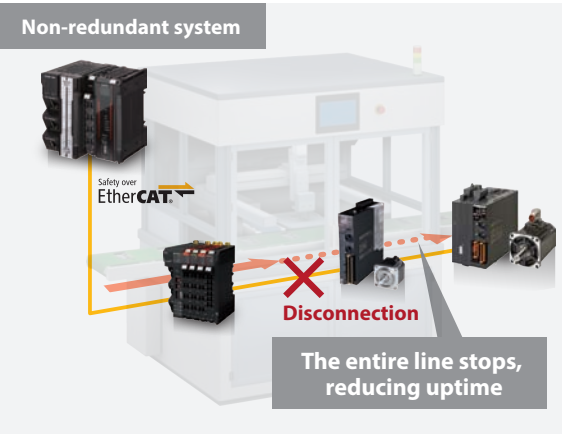 Non-redundant system
Safety over
EtherCAT®
Disconnection
The entire line stops,
reducing uptime